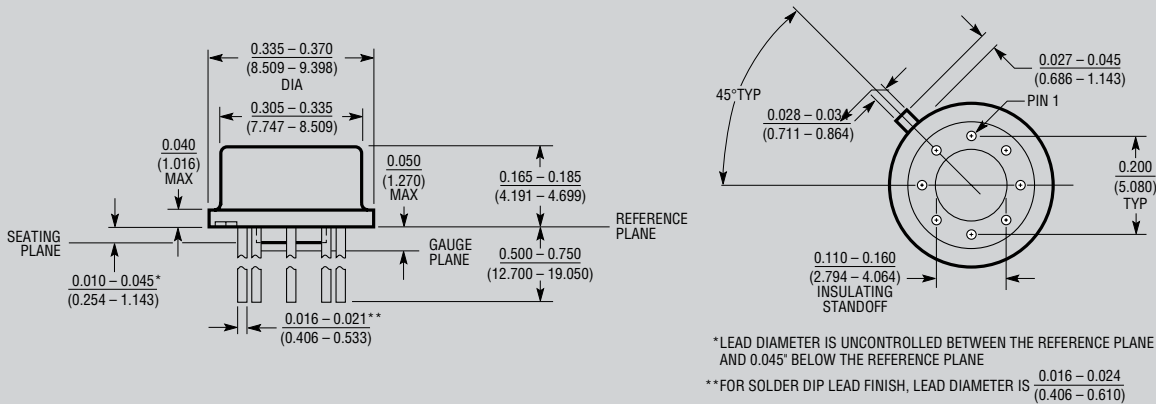 0.335 – 0.370
(8.509 – 9.398)
DIA
0.305 – 0.335
(7.747 – 8.509)
0.040
(1.016)
MAX
0.050
(1.270)
MAX
0.165 – 0.185
(4.191 – 4.699)
REFERENCE
PLANE
SEATING
PLANE
GAUGE
PLANE
0.500 – 0.750
(12.700 – 19.050)
0.010 – 0.045*
(0.254 – 1.143)
0.016 – 0.021**
(0.406 – 0.533)
45°TYP
0.028 – 0.034
(0.711 – 0.864)
0.027 – 0.045
(0.686 – 1.143)
PIN 1
0.200
(5.080)
TYP
0.110 – 0.160
(2.794 – 4.064)
INSULATING
STANDOFF
*LEAD DIAMETER IS UNCONTROLLED BETWEEN THE REFERENCE PLANE
AND 0.045" BELOW THE REFERENCE PLANE
**FOR SOLDER DIP LEAD FINISH, LEAD DIAMETER IS 0.016 – 0.024
(0.406 – 0.610)